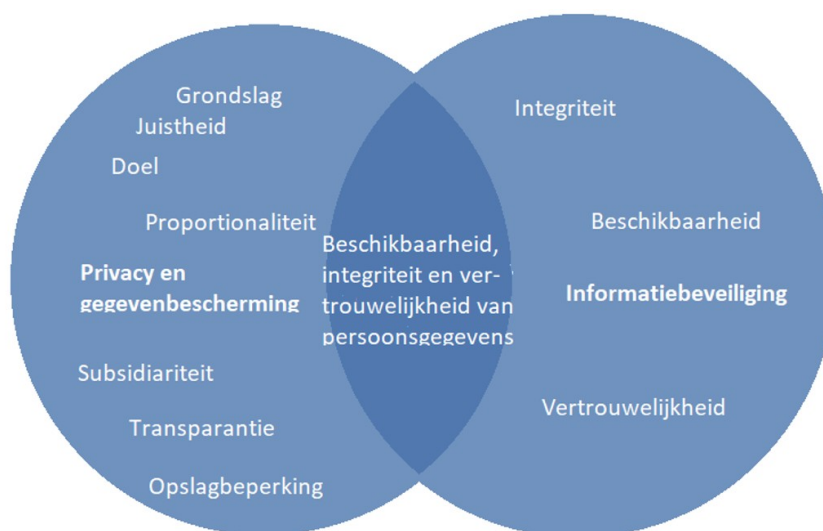 Grondslag
Juistheid
Doel
Proportionaliteit
Privacy en
gegevenbescherming
Subsidiariteit
Transparantie
Opslagbeperking
Beschikbaarheid,
integriteit en ver-
trouwelijkheid van
persoonsgegevens
Integriteit
Beschikbaarheid
Informatiebeveiliging
Vertrouwelijkheid